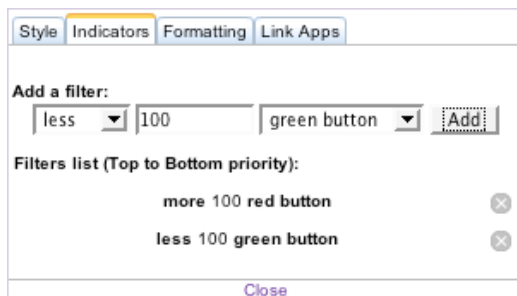 Style Indicators Formatting Link Apps
Add a filter:
less 100 green button Add
Filters list (Top to Bottom priority):
more 100 red button
less 100 green button
Close